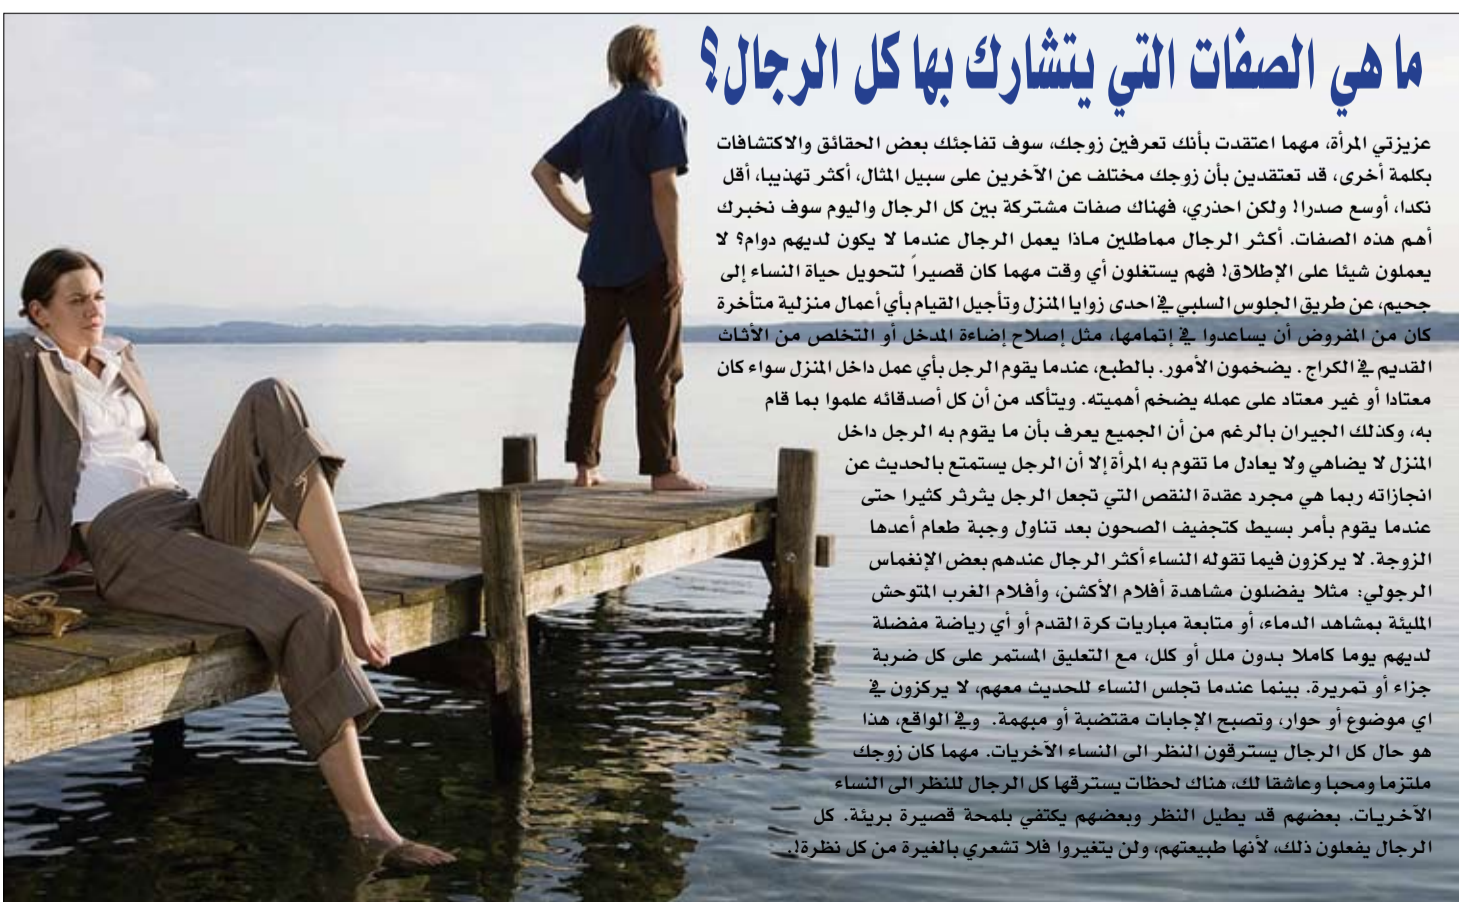 ما هي الصفات التي يتشارك بها كل الرجال؟
عزيزتي المرأة، مهما اعتقدت بأنك تعرفين زوجك، سوف تفاجئك بعض الحقائق والاكتشافات
بكلمة أخرى، قد تعتقدين بأن زوجك مختلف عن الآخرين على سبيل المثال، أكثر تهذيبا، أقل
نكدا، أوسع صدرا! ولكن احذري، فهناك صفات مشتركة بين كل الرجال واليوم سوف نخبرك
أهم هذه الصفات. أكثر الرجال مماطلين ماذا يعمل الرجال عندما لا يكون لديهم دوام؟ لا
يعملون شيئا على الإطلاق! فهم يستغلون أي وقت مهما كان قصيراً لتحويل حياة النساء إلى
جحيم، عن طريق الجلوس السلبي في احدى زوايا المنزل وتأجيل القيام بأي أعمال منزلية متأخرة
كان من المفروض أن يساعدوا في إتمامها، مثل إصلاح إضاءة المدخل أو التخلص من الأثاث
القديم في الكراج . يضخمون الأمور. بالطبع، عندما يقوم الرجل بأي عمل داخل المنزل سواء كان
معتادا أو غير معتاد على عمله يضخم أهميته. ويتأكد من أن كل أصدقائه علموا بما قام
به، وكذلك الجيران بالرغم من أن الجميع يعرف بأن ما يقوم به الرجل داخل
المنزل لا يضاهي ولا يعادل ما تقوم به المرأة إلا أن الرجل يستمتع بالحديث عن
انجازاته ربما هي مجرد عقدة النقص التي تجعل الرجل يثرثر كثيرا حتى
عندما يقوم بأمر بسيط كتجفيف الصحون بعد تناول وجبة طعام أعدها
الزوجة. لا يركزون فيما تقوله النساء أكثر الرجال عندهم بعض الإنغماس
الرجولي: مثلا يفضلون مشاهدة أفلام الأكشن، وأفلام الغرب المتوحش
المليئة بمشاهد الدماء، أو متابعة مباريات كرة القدم أو أي رياضة مفضلة
لديهم يوما كاملا بدون ملل أو كلل، مع التعليق المستمر على كل ضربة
جزاء أو تمريرة. بينما عندما تجلس النساء للحديث معهم، لا يركزون في
اي موضوع أو حوار، وتصبح الإجابات مقتضبة أو مبهمة. وفي الواقع، هذا
هو حال كل الرجال يسترقون النظر الى النساء الآخريات. مهما كان زوجك
ملتزما ومحبا وعاشقا لك، هناك لحظات يسترقها كل الرجال للنظر الى النساء
الآخريات. بعضهم قد يطيل النظر وبعضهم يكتفي بلمحة قصيرة بريئة. كل
الرجال يفعلون ذلك، لأنها طبيعتهم، ولن يتغيروا فلا تشعري بالغيرة من كل نظرة!.